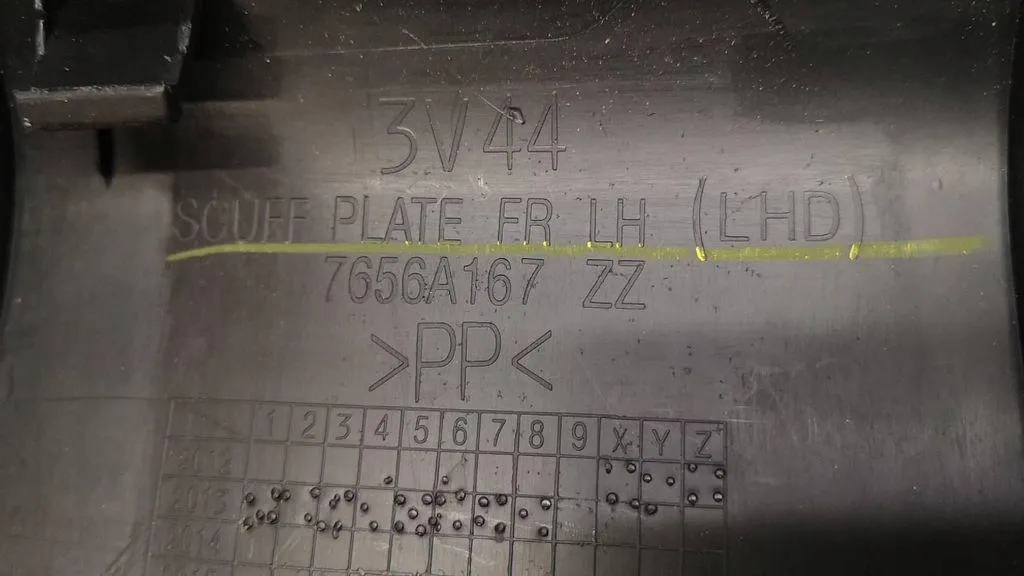 3V44
SCUFF PLATE FR LH (LHD)
7656A167 ZZ
>PP<
1 2 3 4 5 6 7 8 9 X Y Z
2012
2013
2014